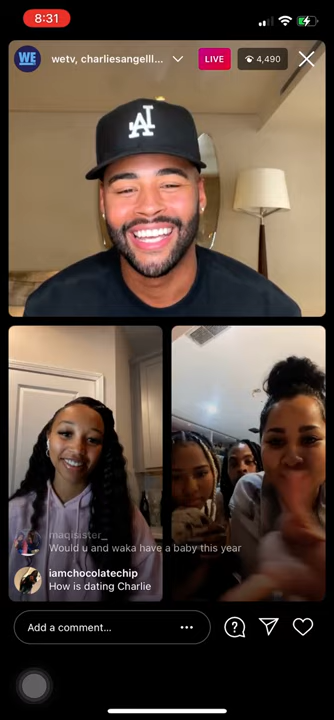 8:31
WE
wetv, charliesangelll...
LIVE
4,490
LA
maqisister_
Would u and waka have a baby this year
iamchocolatechip
How is dating Charlie
Add a comment...